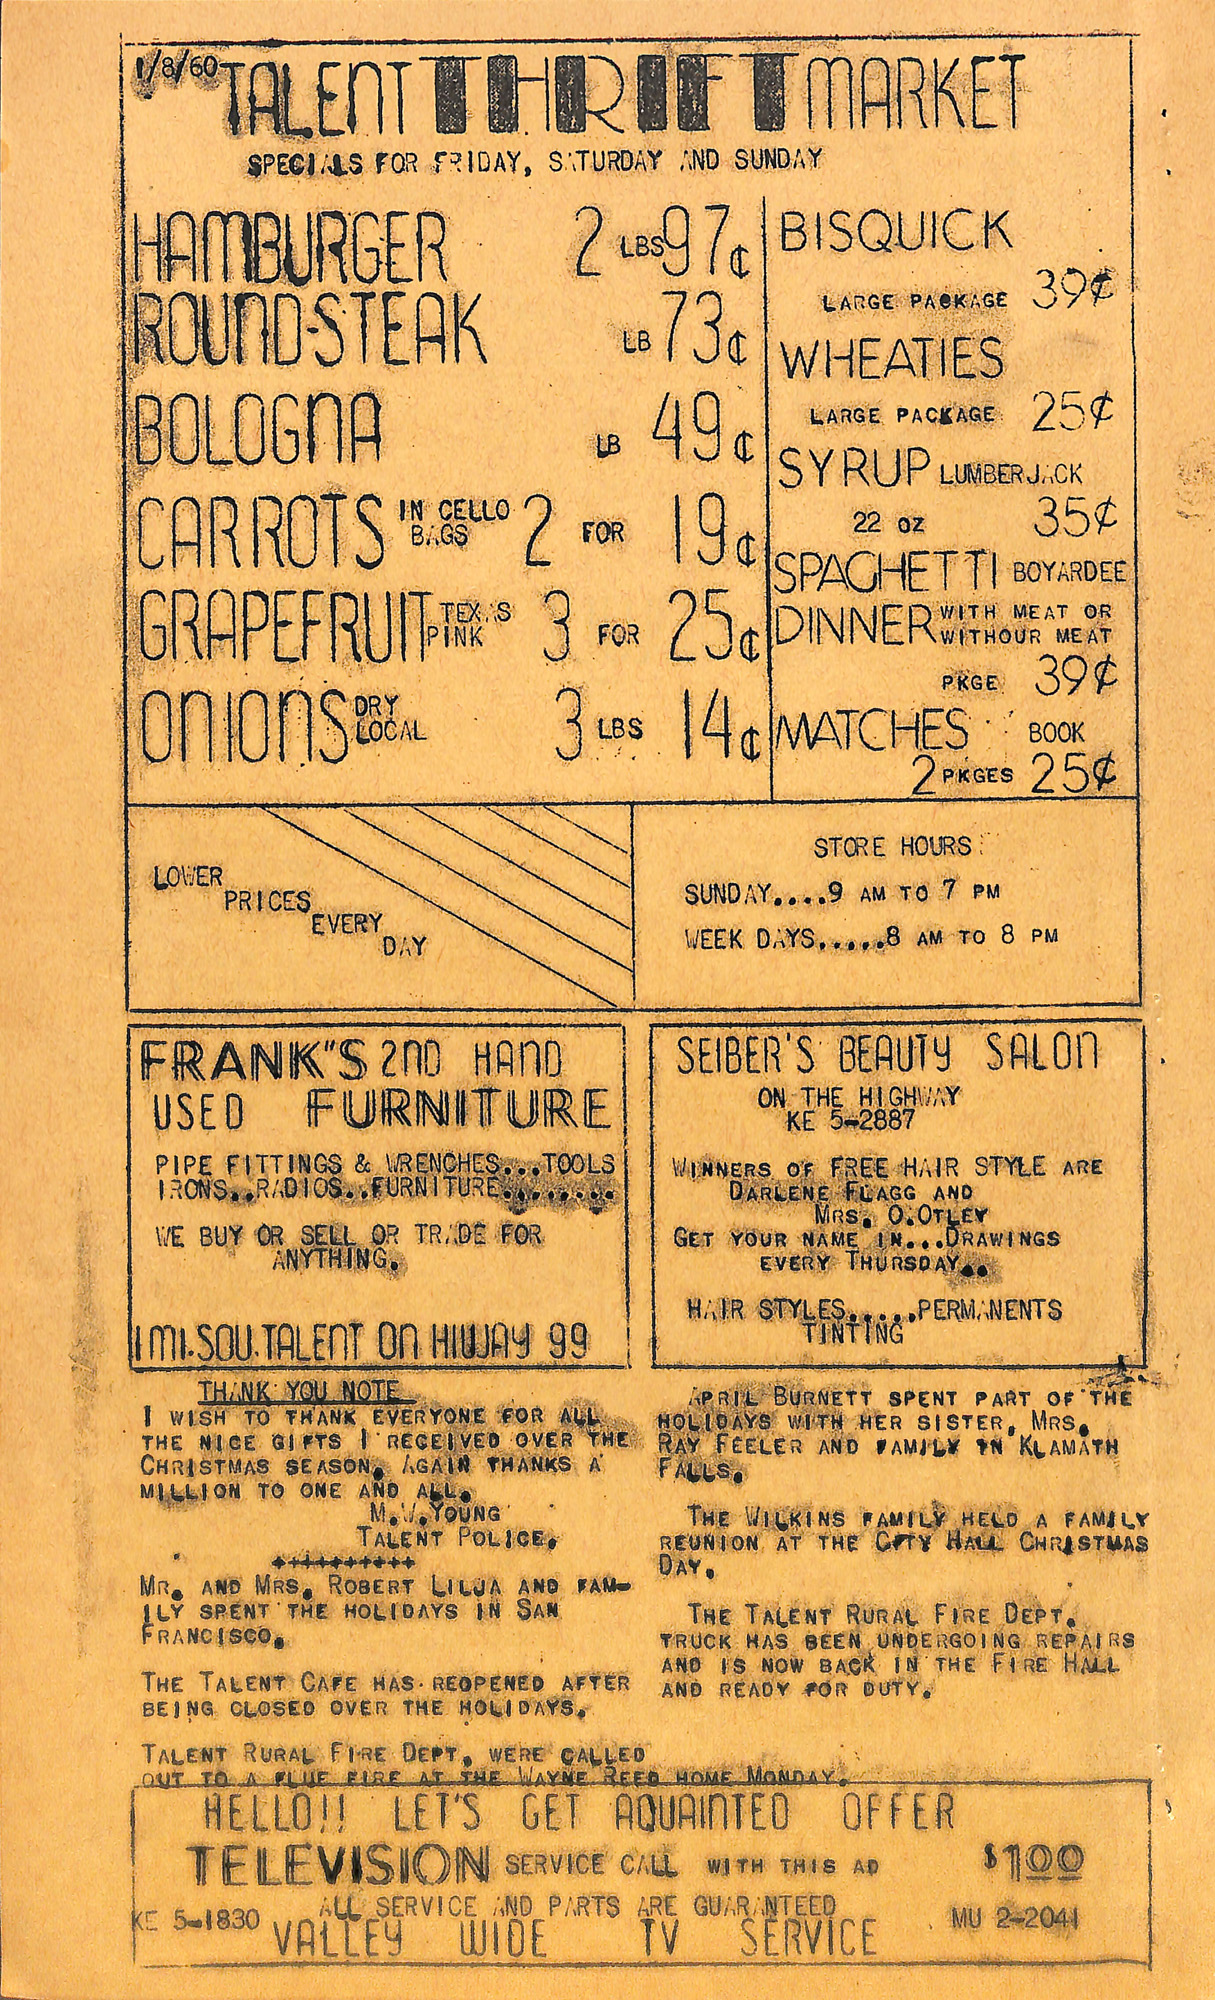 1/8/60
TALENT THRIFT MARKET
SPECIALS FOR FRIDAY, SATURDAY AND SUNDAY
HAMBURGER 2 LBS 97¢
ROUND-STEAK LB 73¢
BOLOGNA LB 49¢
CARROTS IN CELLO BAGS 2 FOR 19¢
GRAPEFRUIT TEXAS PINK 3 FOR 25¢
ONIONS DRY LOCAL 3 LBS 14¢
BISQUICK
LARGE PACKAGE 39¢
WHEATIES
LARGE PACKAGE 25¢
SYRUP LUMBERJACK
22 OZ 35¢
SPAGHETTI BOYARDEE
DINNER WITH MEAT OR
WITHOUR MEAT
PKGE 39¢
MATCHES BOOK
2 PKGES 25¢
LOWER
PRICES
EVERY
DAY
STORE HOURS:
SUNDAY....9 AM TO 7 PM
WEEK DAYS.....8 AM TO 8 PM
FRANK"S 2ND HAND
USED FURNITURE
PIPE FITTINGS & WRENCHES...TOOLS
IRONS..RADIOS..FURNITURE........
WE BUY OR SELL OR TRADE FOR
ANYTHING.
1 MI. SOU. TALENT ON HIWAY 99
SEIBER'S BEAUTY SALON
ON THE HIGHWAY
KE 5-2887
WINNERS OF FREE HAIR STYLE ARE
DARLENE FLAGG AND
MRS. O.OTLEY
GET YOUR NAME IN...DRAWINGS
EVERY THURSDAY..
HAIR STYLES.....PERMANENTS
TINTING
THANK YOU NOTE
I WISH TO THANK EVERYONE FOR ALL
THE NICE GIFTS I RECEIVED OVER THE
CHRISTMAS SEASON. AGAIN THANKS A
MILLION TO ONE AND ALL.
M.W.YOUNG
TALENT POLICE.
++++++++++
MR. AND MRS. ROBERT LILJA AND FAM-
ILY SPENT THE HOLIDAYS IN SAN
FRANCISCO.
THE TALENT CAFE HAS REOPENED AFTER
BEING CLOSED OVER THE HOLIDAYS.
TALENT RURAL FIRE DEPT. WERE CALLED
OUT TO A FLUE FIRE AT THE WAYNE REED HOME MONDAY.
APRIL BURNETT SPENT PART OF THE
HOLIDAYS WITH HER SISTER, MRS.
RAY FEELER AND FAMILY IN KLAMATH
FALLS.
THE WILKINS FAMILY HELD A FAMILY
REUNION AT THE CITY HALL CHRISTMAS
DAY.
THE TALENT RURAL FIRE DEPT.
TRUCK HAS BEEN UNDERGOING REPAIRS
AND IS NOW BACK IN THE FIRE HALL
AND READY FOR DUTY.
HELLO!! LET'S GET AQUAINTED OFFER
TELEVISION SERVICE CALL WITH THIS AD $1.00
ALL SERVICE AND PARTS ARE GUARANTEED
KE 5-1830 VALLEY WIDE TV SERVICE MU 2-2041